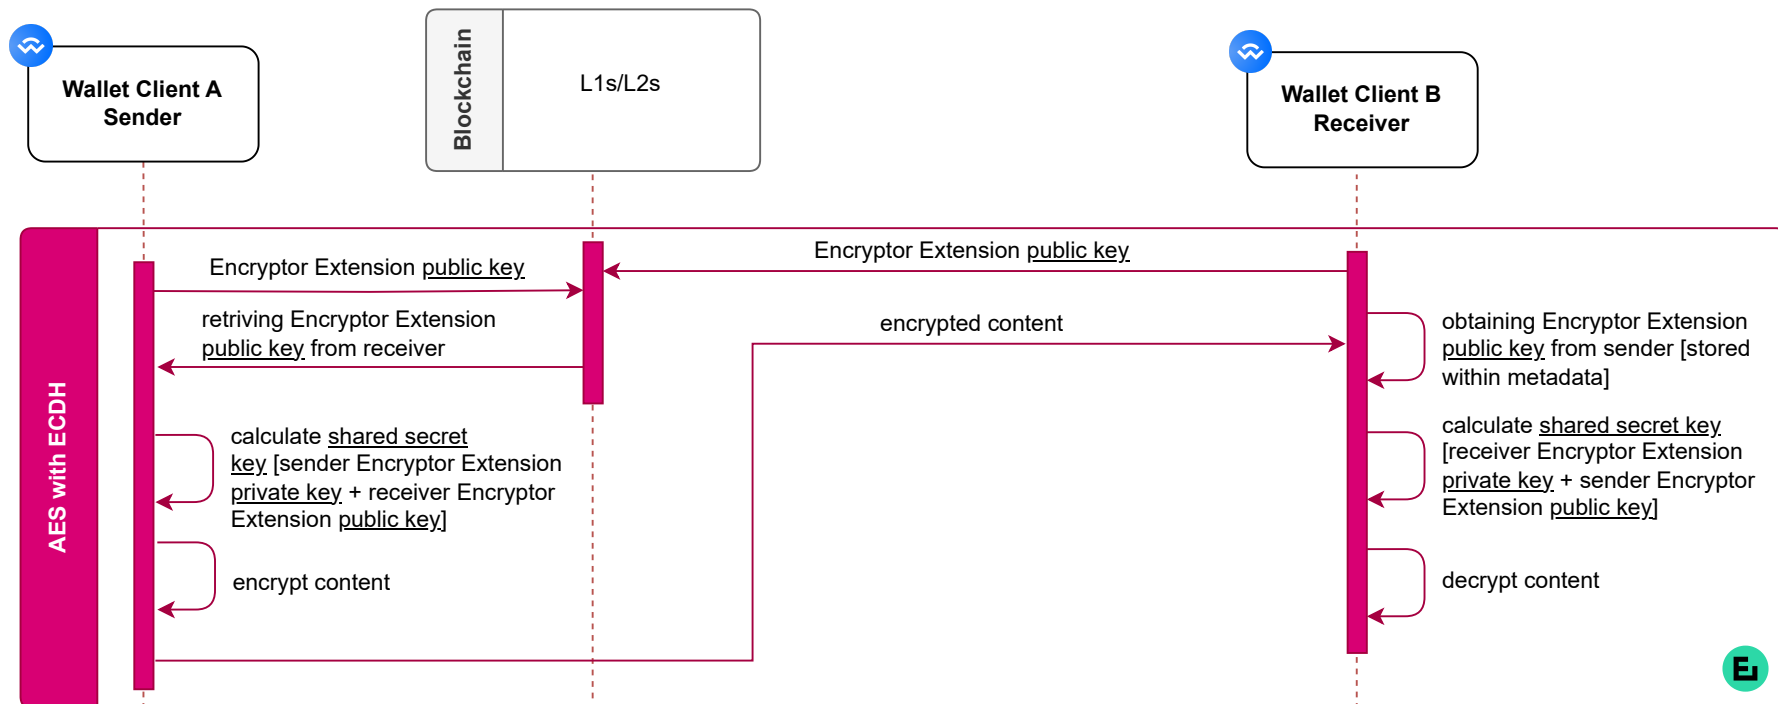 Wallet Client A
Sender
Blockchain
L1s/L2s
Wallet Client B
Receiver
AES with ECDH
Encryptor Extension public key
Encryptor Extension public key
retriving Encryptor Extension
public key from receiver
encrypted content
obtaining Encryptor Extension
public key from sender [stored
within metadata]
calculate shared secret
key [sender Encryptor Extension
private key + receiver Encryptor
Extension public key]
calculate shared secret key
[receiver Encryptor Extension
private key + sender Encryptor
Extension public key]
encrypt content
decrypt content